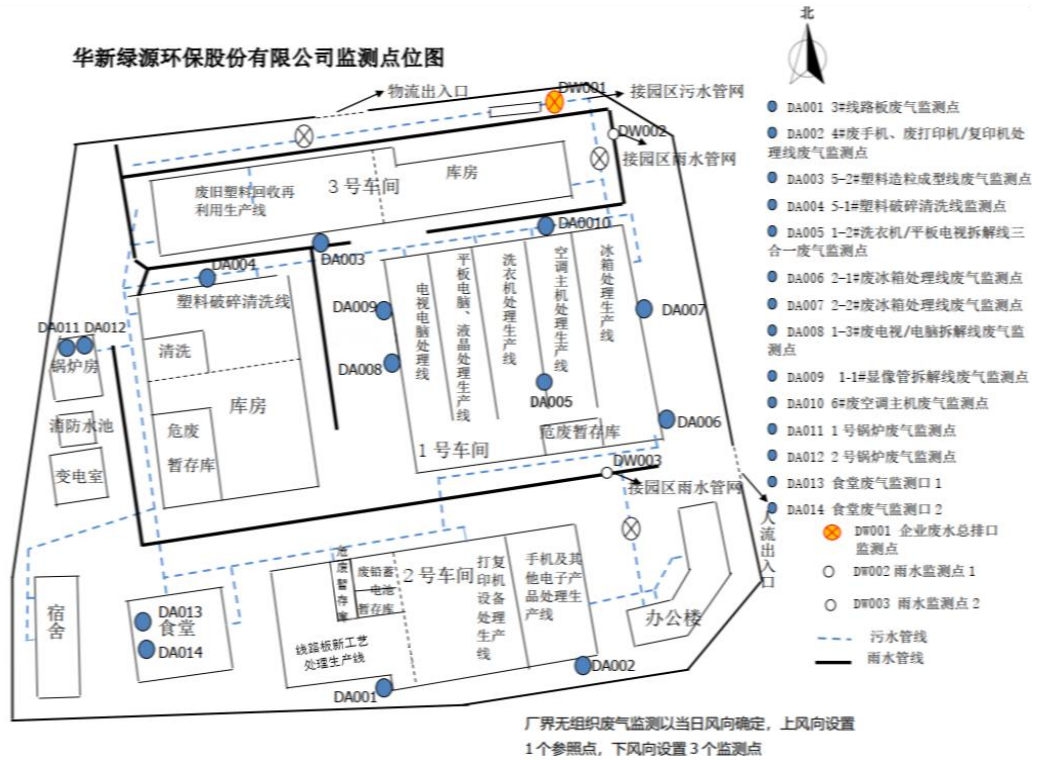 北
华新绿源环保股份有限公司监测点位图
物流出入口
DW001
接园区污水管网
DW002
接园区雨水管网
库房
3号车间
废旧塑料回收再
利用生产线
DA0010
DA003
DA004
塑料破碎清洗线
DA009
DA008
DA007
电视电脑处理线
平板电脑、液晶处理生产线
洗衣机处理生产线
空调主机处理生产线
冰箱处理生产线
DA005
DA006
DA011 DA012
锅炉房
清洗
库房
消防水池
危废
暂存库
变电室
1号车间
危废暂存库
DW003
接园区雨水管网
人流出入口
危废暂存库
废铅蓄
电池
暂存库
2号车间
打复印机设备处理生产线
手机及其他电子产品处理生产线
办公楼
宿舍
DA013
食堂
DA014
线路板新工艺
处理生产线
DA001
DA002
DA001 3#线路板废气监测点
DA002 4#废手机、废打印机/复印机处
理线废气监测点
DA003 5-2#塑料造粒成型线废气监测点
DA004 5-1#塑料破碎清洗线监测点
DA005 1-2#洗衣机/平板电视拆解线三
合一废气监测点
DA006 2-1#废冰箱处理线废气监测点
DA007 2-2#废冰箱处理线废气监测点
DA008 1-3#废电视/电脑拆解线废气监
测点
DA009 1-1#显像管拆解线废气监测点
DA010 6#废空调主机废气监测点
DA011 1号锅炉废气监测点
DA012 2号锅炉废气监测点
DA013 食堂废气监测口1
DA014 食堂废气监测口2
DW001 企业废水总排口
监测点
DW002 雨水监测点1
DW003 雨水监测点2
污水管线
雨水管线
厂界无组织废气监测以当日风向确定，上风向设置
1个参照点，下风向设置3个监测点